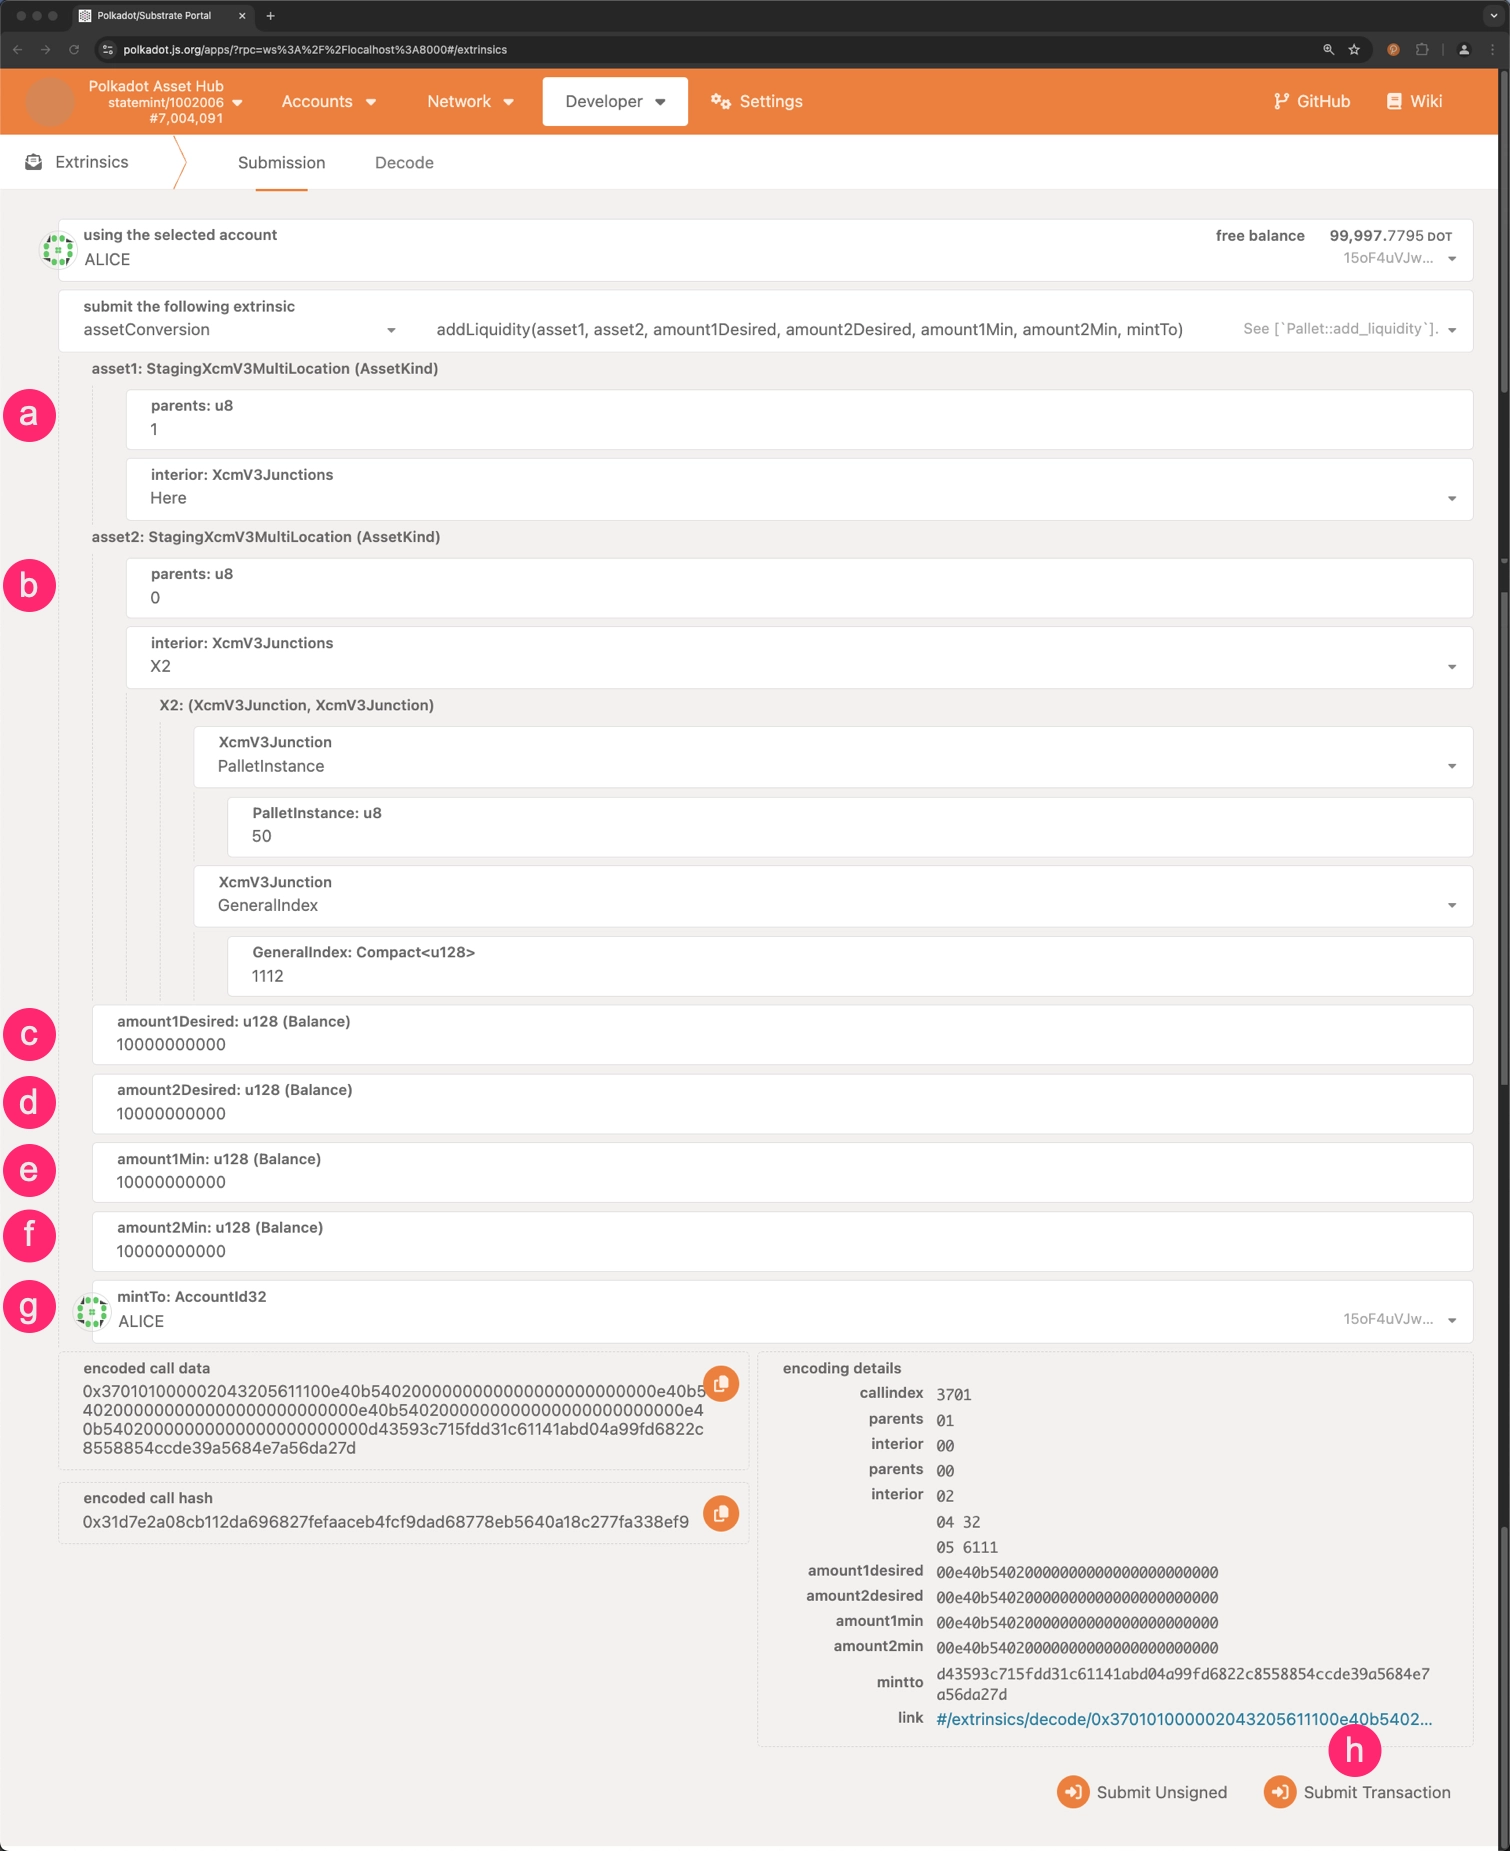 Polkadot/Substrate Portal
polkadot.js.org/apps/?rpc=ws%3A%2F%2Flocalhost%3A8000#/extrinsics
Polkadot Asset Hub
statemint/1002006
#7,004,091
Accounts
Network
Developer
Settings
GitHub
Wiki
Extrinsics
Submission
Decode
using the selected account
ALICE
free balance 99,997.7795 DOT
15oF4uVJw...
submit the following extrinsic
assetConversion
addLiquidity(asset1, asset2, amount1Desired, amount2Desired, amount1Min, amount2Min, mintTo)
See [`Pallet::add_liquidity`].
asset1: StagingXcmV3MultiLocation (AssetKind)
a
parents: u8
1
interior: XcmV3Junctions
Here
asset2: StagingXcmV3MultiLocation (AssetKind)
b
parents: u8
0
interior: XcmV3Junctions
X2
X2: (XcmV3Junction, XcmV3Junction)
XcmV3Junction
PalletInstance
PalletInstance: u8
50
XcmV3Junction
GeneralIndex
GeneralIndex: Compact<u128>
1112
c
amount1Desired: u128 (Balance)
10000000000
d
amount2Desired: u128 (Balance)
10000000000
e
amount1Min: u128 (Balance)
10000000000
f
amount2Min: u128 (Balance)
10000000000
g
mintTo: AccountId32
ALICE
15oF4uVJw...
encoded call data
0x370101000002043205611100e40b54020000000000000000000000e40b5
4020000000000000000000000e40b54020000000000000000000000e4
0b54020000000000000000000000d43593c715fdd31c61141abd04a99fd6822c
8558854ccde39a5684e7a56da27d
encoded call hash
0x31d7e2a08cb112da696827fefaaceb4fcf9dad68778eb5640a18c277fa338ef9
encoding details
callindex 3701
parents 01
interior 00
parents 00
interior 02
04 32
05 6111
amount1desired 00e40b54020000000000000000000000
amount2desired 00e40b54020000000000000000000000
amount1min 00e40b54020000000000000000000000
amount2min 00e40b54020000000000000000000000
mintto d43593c715fdd31c61141abd04a99fd6822c8558854ccde39a5684e7
a56da27d
link #/extrinsics/decode/0x370101000002043205611100e40b5402...
h
Submit Unsigned
Submit Transaction